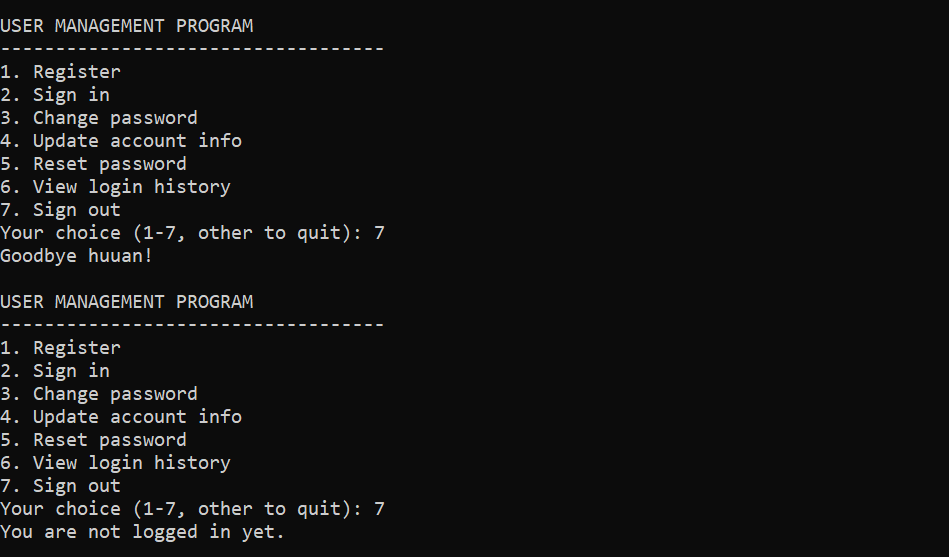 USER MANAGEMENT PROGRAM
-----------------------------------
1. Register
2. Sign in
3. Change password
4. Update account info
5. Reset password
6. View login history
7. Sign out
Your choice (1-7, other to quit): 7
Goodbye huuan!

USER MANAGEMENT PROGRAM
-----------------------------------
1. Register
2. Sign in
3. Change password
4. Update account info
5. Reset password
6. View login history
7. Sign out
Your choice (1-7, other to quit): 7
You are not logged in yet.